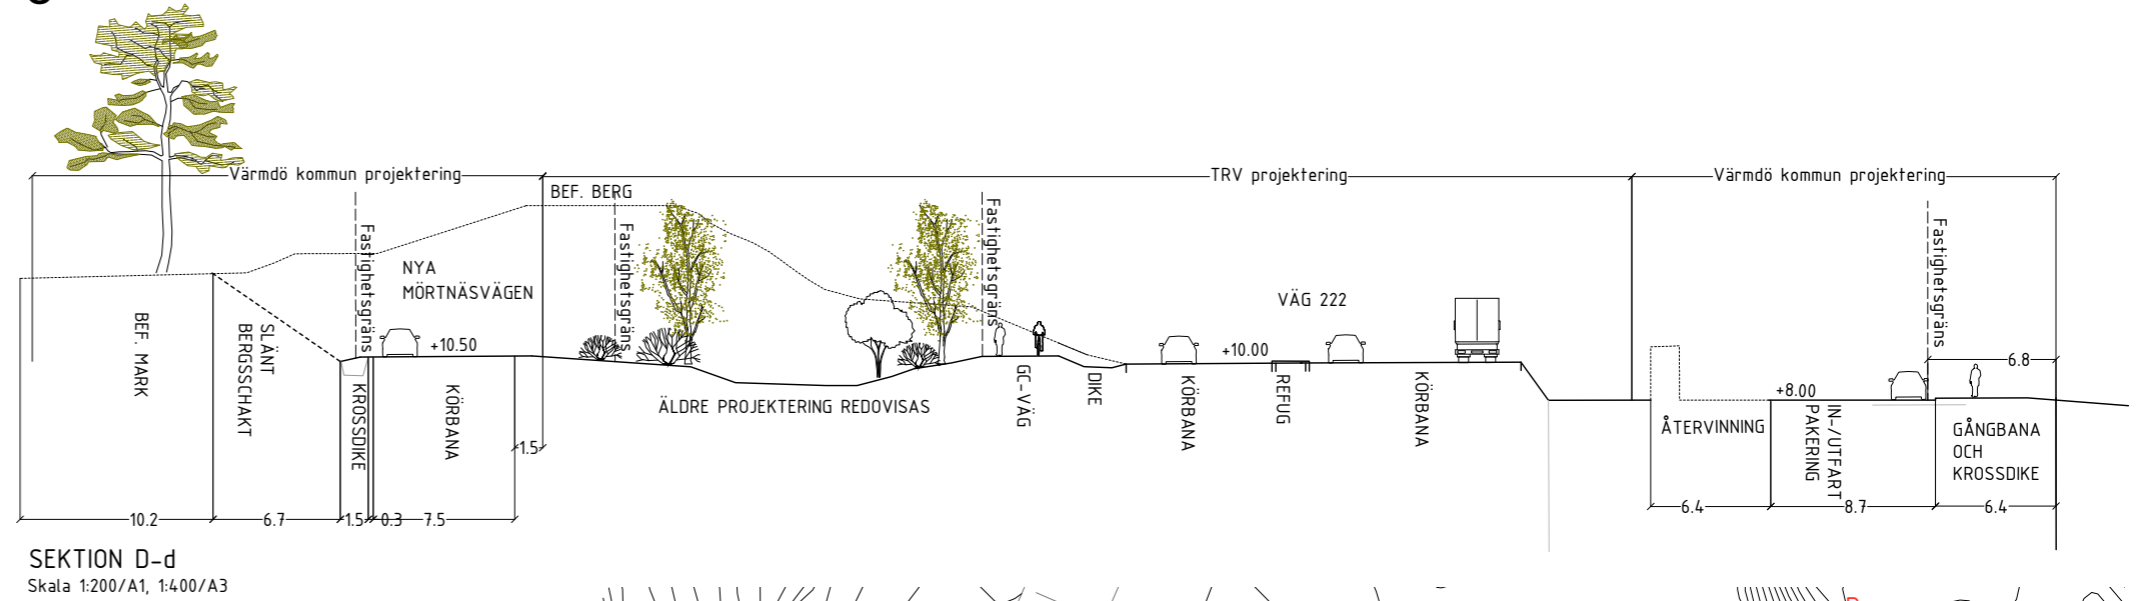 Värmdö kommun projektering
TRV projektering
Värmdö kommun projektering
BEF. BERG
Fastighetsgräns
Fastighetsgräns
Fastighetsgräns
Fastighetsgräns
NYA
MÖRTNÄSVÄGEN
VÄG 222
+10.50
+10.00
+8.00
6.8
BEF. MARK
SLÄNT
BERGSSCHAKT
KROSSDIKE
KÖRBANA
1.5
ÄLDRE PROJEKTERING REDOVISAS
GC-VÄG
DIKE
KÖRBANA
REFUG
KÖRBANA
ÅTERVINNING
IN-/UTFART
PAKERING
GÅNGBANA
OCH
KROSSDIKE
10.2
6.7
1.5
0.3
7.5
6.4
8.7
6.4
SEKTION D-d
Skala 1:200/A1, 1:400/A3